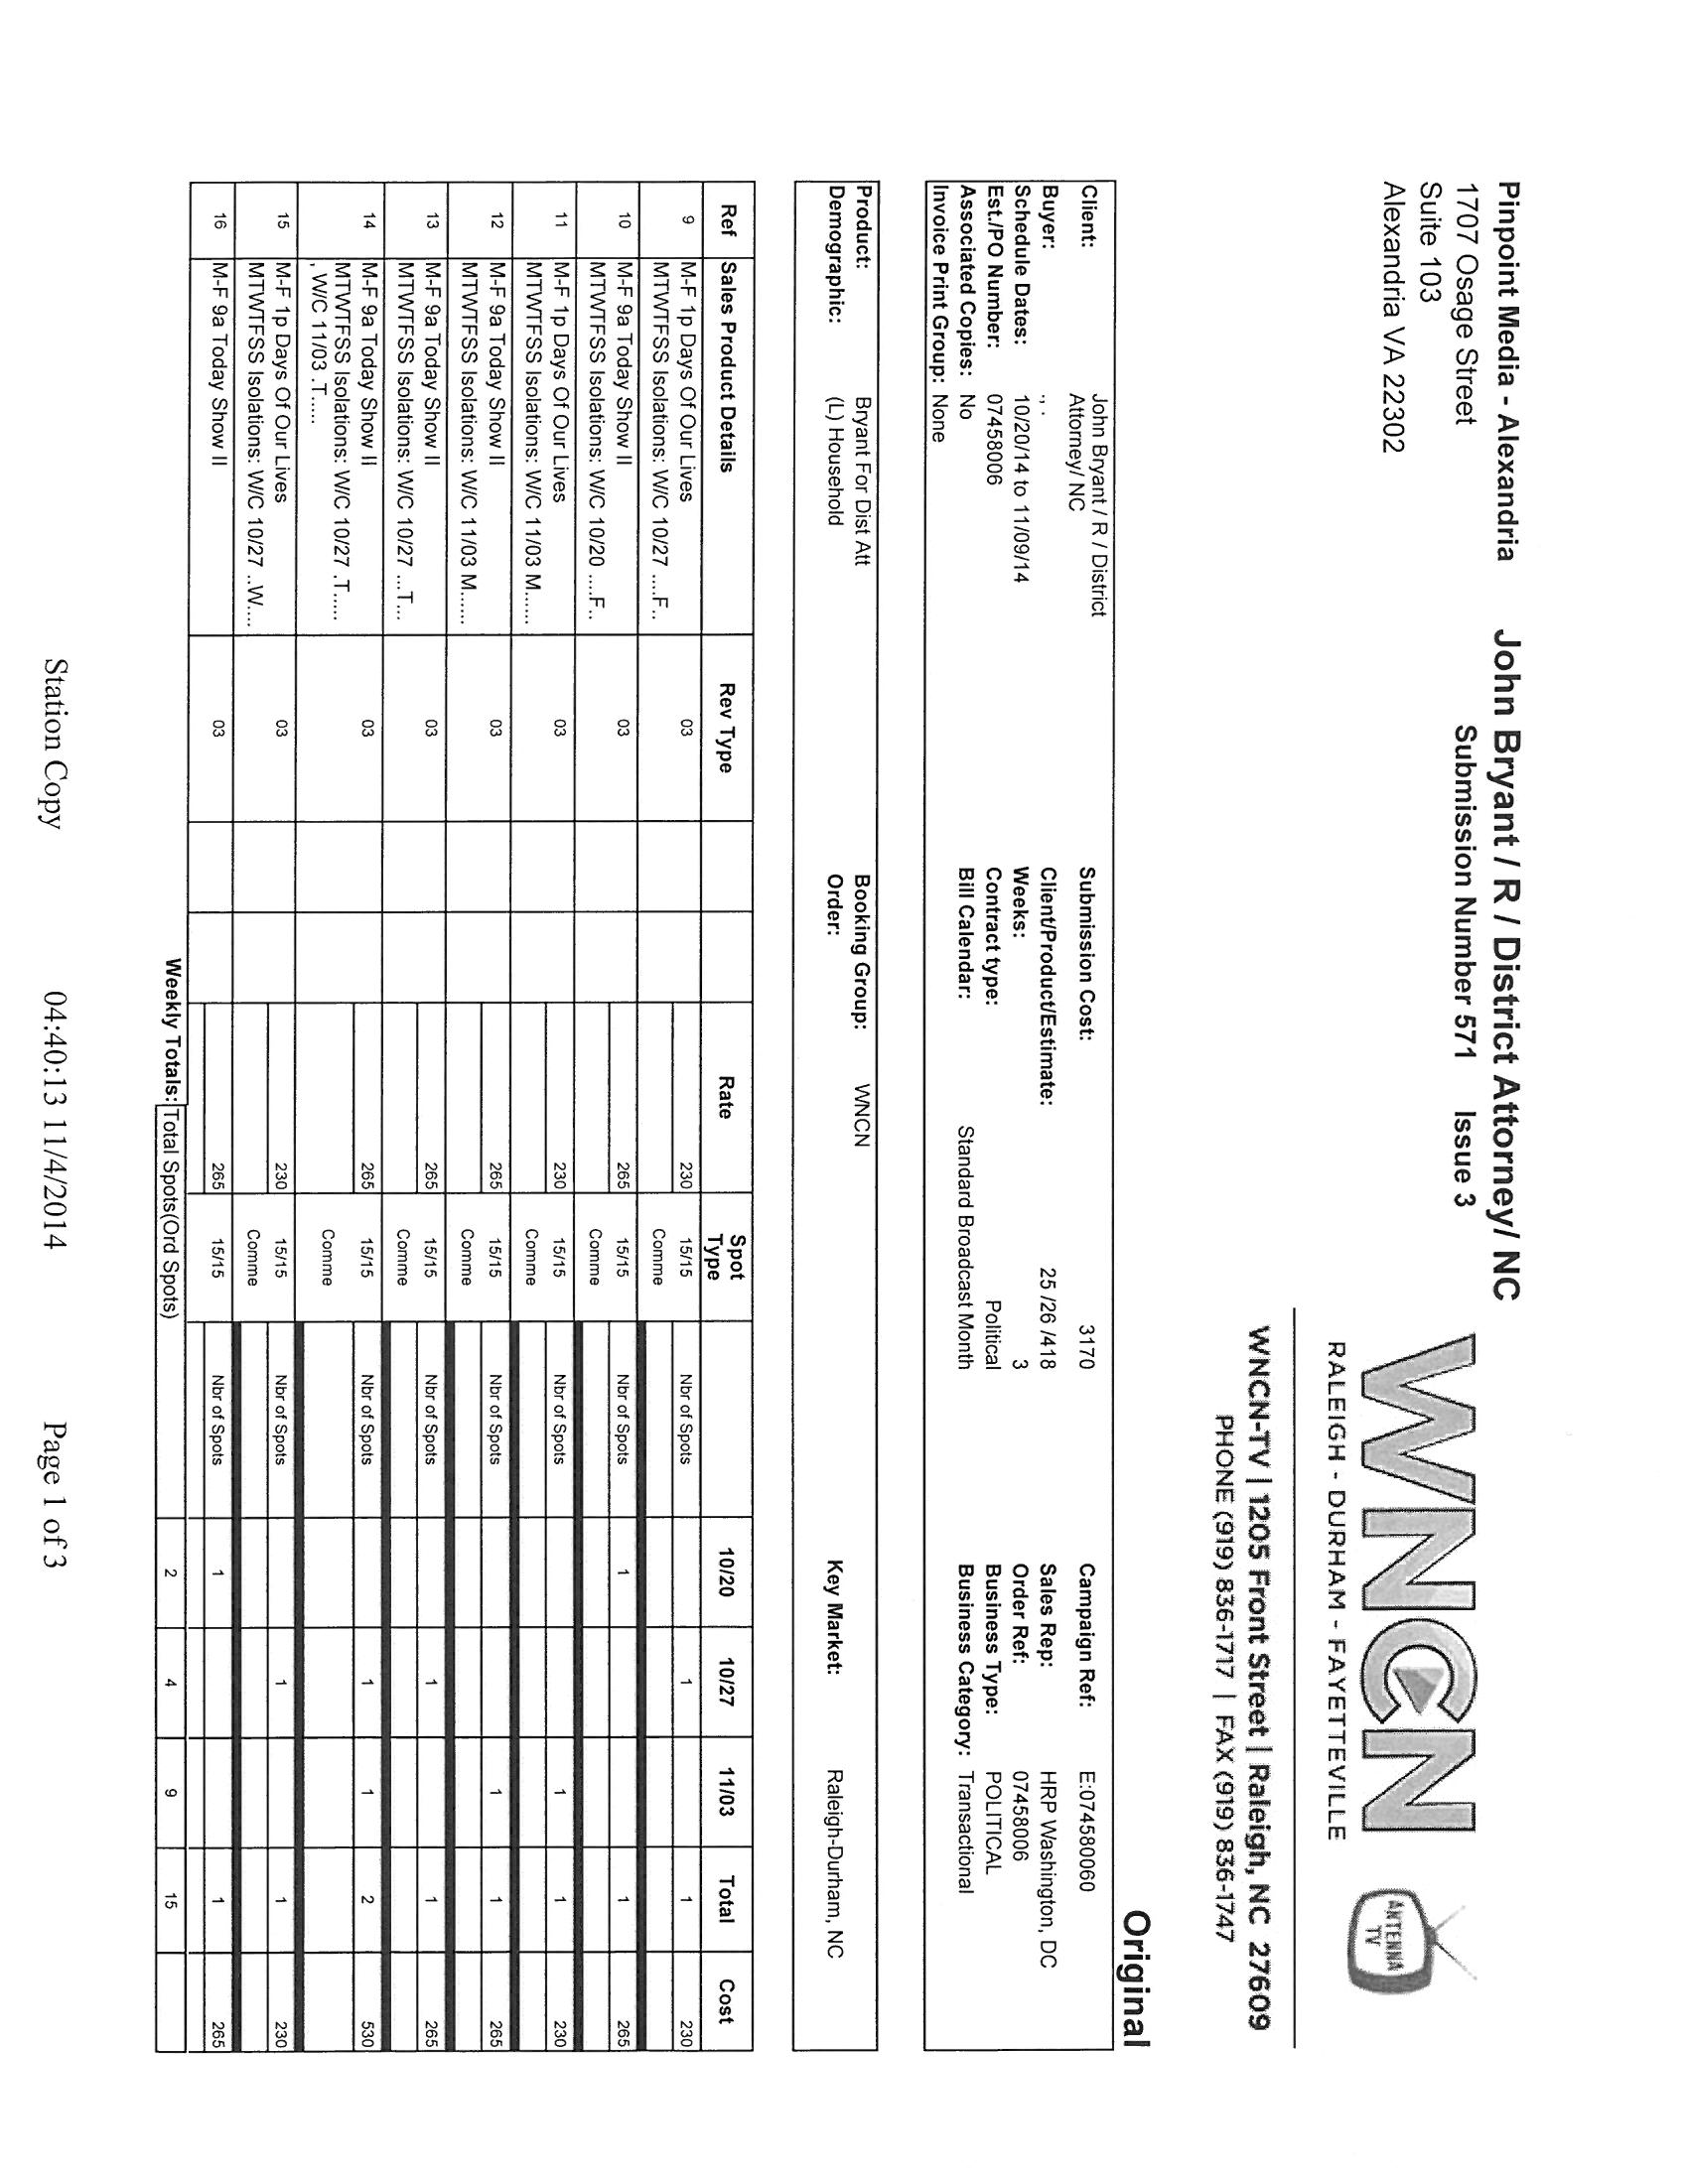 Pinpoint Media - Alexandria
1707 Osage Street
Suite 103
Alexandria VA 22302
John Bryant / R / District Attorney/ NC
Submission Number 571 Issue 3
WNCN
RALEIGH - DURHAM - FAYETTEVILLE
ANTENNA
TV
WNCN-TV | 1205 Front Street | Raleigh, NC 27609
PHONE (919) 836-1717 | FAX (919) 836-1747
Original
Client: John Bryant / R / District Submission Cost: 3170 Campaign Ref: E:07458006O
Attorney/ NC
Buyer: , . Client/Product/Estimate: 25 /26 /418 Sales Rep: HRP Washington, DC
Schedule Dates: 10/20/14 to 11/09/14 Weeks: 3 Order Ref: 07458006
Est./PO Number: 07458006 Contract type: Political Business Type: POLITICAL
Associated Copies: No Bill Calendar: Standard Broadcast Month Business Category: Transactional
Invoice Print Group: None
Product: Bryant For Dist Att Booking Group: WNCN
Demographic: (L) Household Order: Key Market: Raleigh-Durham, NC
Ref Sales Product Details Rev Type Rate Spot Type 10/20 10/27 11/03 Total Cost
9 M-F 1p Days Of Our Lives 03 230 15/15 Nbr of Spots 1 1 230
MTWTFSS Isolations: W/C 10/27 ....F.. Comme
10 M-F 9a Today Show II 03 265 15/15 Nbr of Spots 1 1 265
MTWTFSS Isolations: W/C 10/20 ....F.. Comme
11 M-F 1p Days Of Our Lives 03 230 15/15 Nbr of Spots 1 1 230
MTWTFSS Isolations: W/C 11/03 M...... Comme
12 M-F 9a Today Show II 03 265 15/15 Nbr of Spots 1 1 265
MTWTFSS Isolations: W/C 11/03 M...... Comme
13 M-F 9a Today Show II 03 265 15/15 Nbr of Spots 1 1 265
MTWTFSS Isolations: W/C 10/27 ...T... Comme
14 M-F 9a Today Show II 03 265 15/15 Nbr of Spots 1 1 2 530
MTWTFSS Isolations: W/C 10/27 .T..... Comme
, W/C 11/03 .T.....
15 M-F 1p Days Of Our Lives 03 230 15/15 Nbr of Spots 1 1 230
MTWTFSS Isolations: W/C 10/27 ..W.... Comme
16 M-F 9a Today Show II 03 265 15/15 Nbr of Spots 1 1 265
Weekly Totals: Total Spots(Ord Spots) 2 4 9 15
Station Copy 04:40:13 11/4/2014 Page 1 of 3